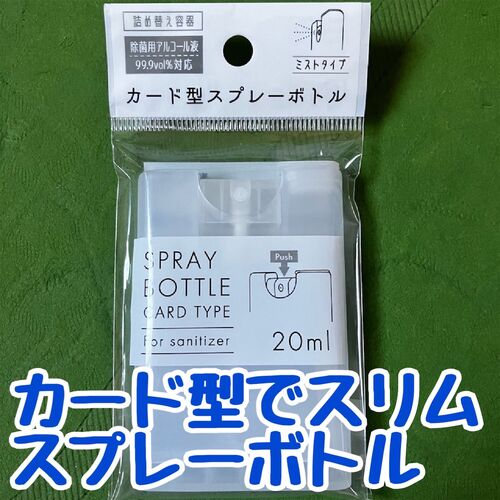 詰め替え容器
除菌用アルコール液
99.9vol%対応
ミストタイプ
カード型スプレーボトル
SPRAY
BOTTLE
CARD TYPE
For sanitizer
Push
20ml
カード型でスリム
スプレーボトル